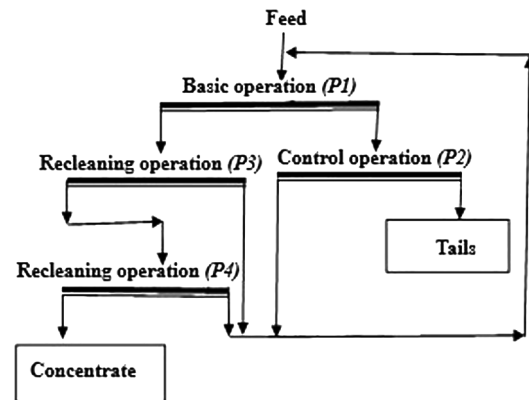 Feed
Basic operation (P1)
Recleaning operation (P3)
Control operation (P2)
Tails
Recleaning operation (P4)
Concentrate